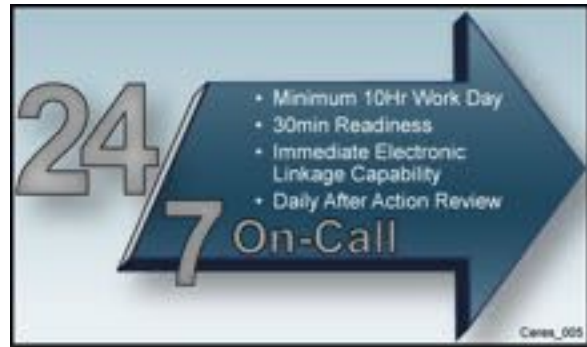 24
7 On-Call
• Minimum 10Hr Work Day
• 30min Readiness
• Immediate Electronic
Linkage Capability
• Daily After Action Review
Ceres_005